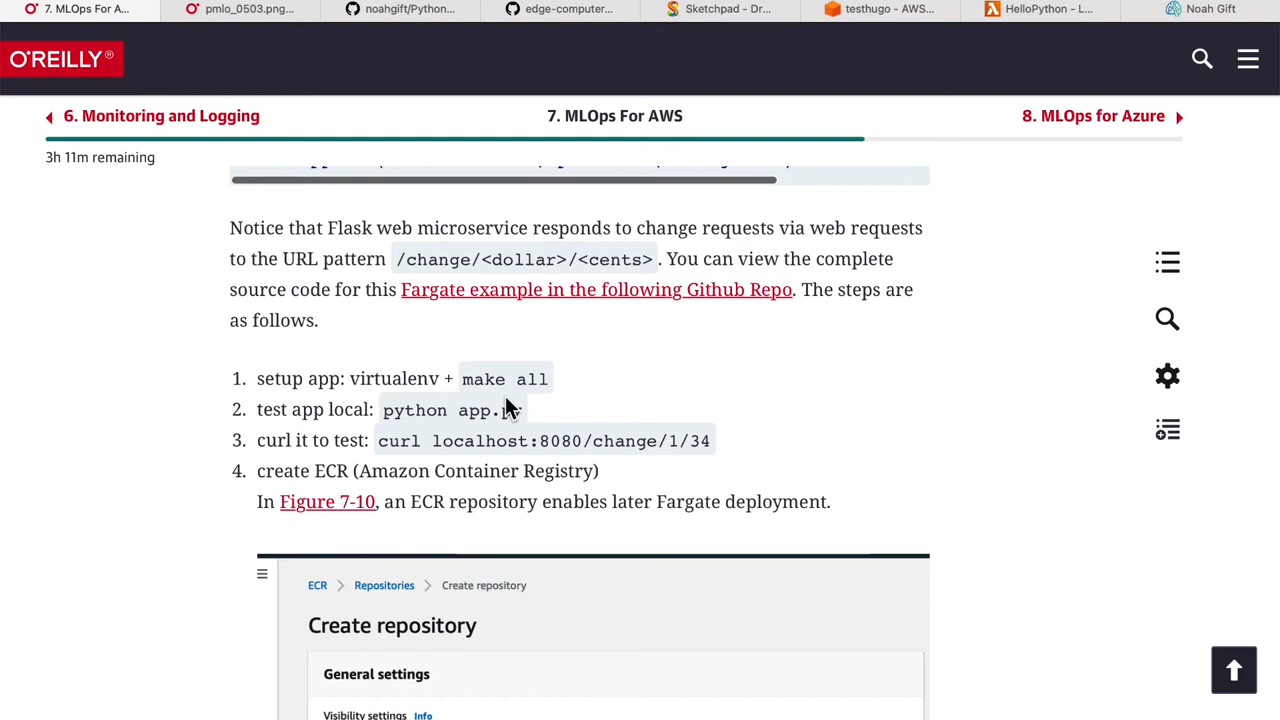 7. MLOps For A...
pmlo_0503.png...
noahgift/Python...
edge-computer...
Sketchpad - Dr...
testhugo - AWS...
HelloPython - L...
Noah Gift
O'REILLY®
6. Monitoring and Logging
7. MLOps For AWS
8. MLOps for Azure
3h 11m remaining
Notice that Flask web microservice responds to change requests via web requests
to the URL pattern /change/<dollar>/<cents>. You can view the complete
source code for this Fargate example in the following Github Repo. The steps are
as follows.
1. setup app: virtualenv + make all
2. test app local: python app.py
3. curl it to test: curl localhost:8080/change/1/34
4. create ECR (Amazon Container Registry)
In Figure 7-10, an ECR repository enables later Fargate deployment.
ECR > Repositories > Create repository
Create repository
General settings
Visibility settings Info